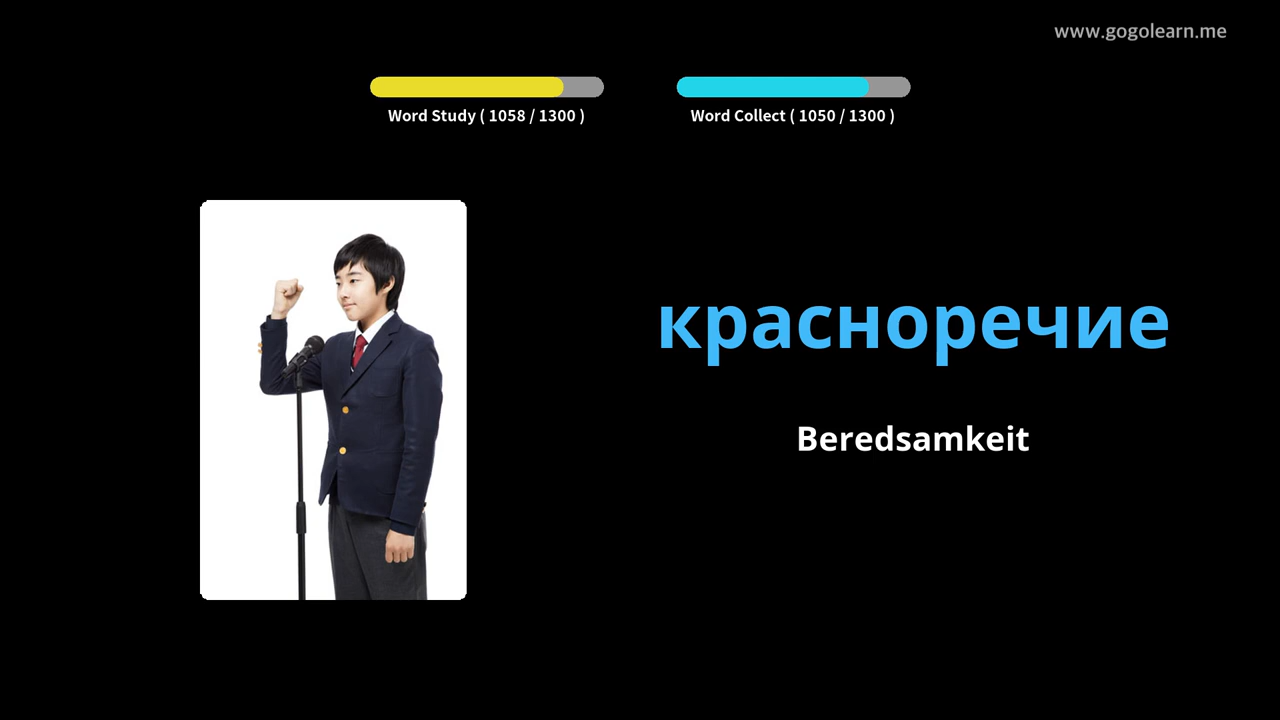 www.gogolearn.me
Word Study ( 1058 / 1300 )
Word Collect ( 1050 / 1300 )
красноречие
Beredsamkeit